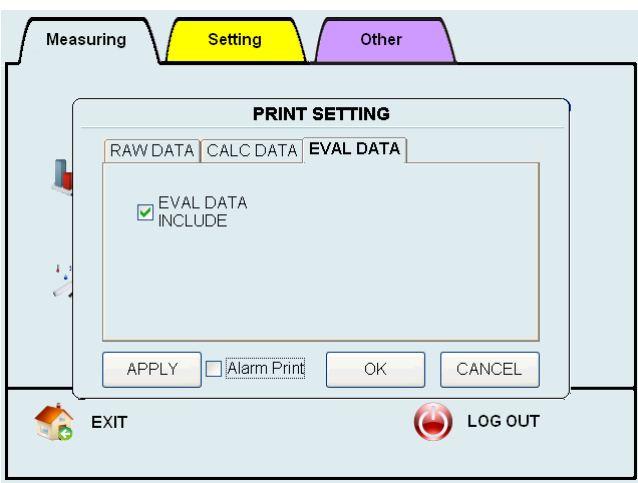 Measuring Setting Other
PRINT SETTING
RAW DATA CALC DATA EVAL DATA
EVAL DATA
INCLUDE
APPLY Alarm Print OK CANCEL
EXIT LOG OUT